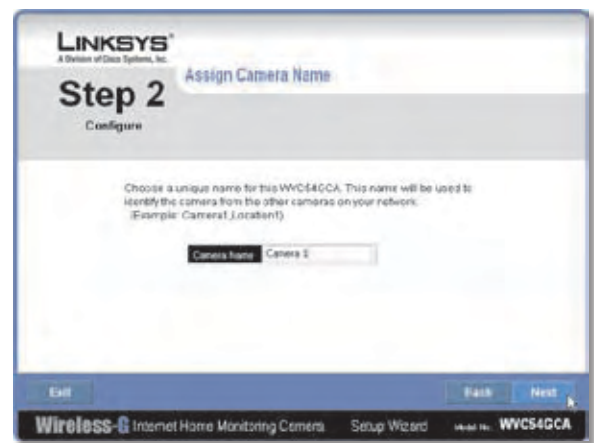 LINKSYS®
A Division of Cisco Systems, Inc.
Assign Camera Name
Step 2
Configure
Choose a unique name for this WVC54GCA. This name will be used to
identify the camera from the other cameras on your network.
(Example: Camera1,Location1)
Camera Name Camera 1
Exit
Back Next
Wireless-G Internet Home Monitoring Camera Setup Wizard Model No. WVC54GCA